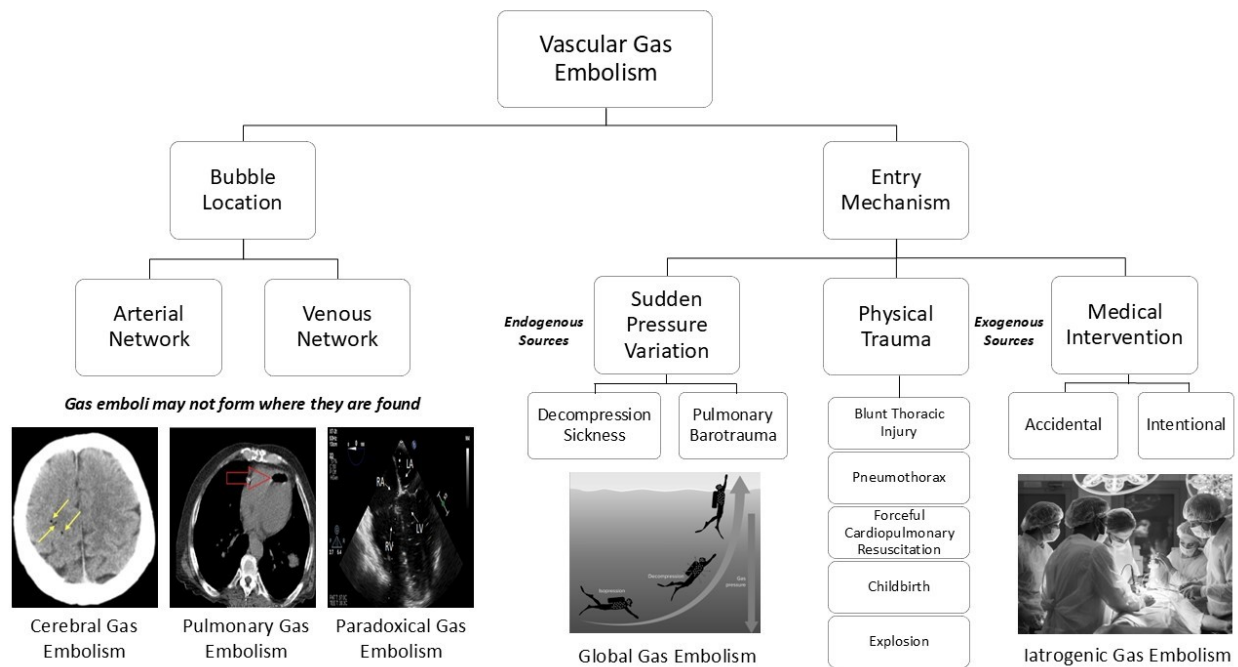 Vascular Gas
Embolism
Bubble
Location
Entry
Mechanism
Arterial
Network
Venous
Network
Endogenous
Sources
Sudden
Pressure
Variation
Physical
Trauma
Exogenous
Sources
Medical
Intervention
Gas emboli may not form where they are found
Decompression
Sickness
Pulmonary
Barotrauma
Blunt Thoracic
Injury
Pneumothorax
Forceful
Cardiopulmonary
Resuscitation
Childbirth
Explosion
Accidental
Intentional
LA
RA
LV
RV
Decompression
Gas
pressure
Cerebral Gas
Embolism
Pulmonary Gas
Embolism
Paradoxical Gas
Embolism
Global Gas Embolism
Iatrogenic Gas Embolism